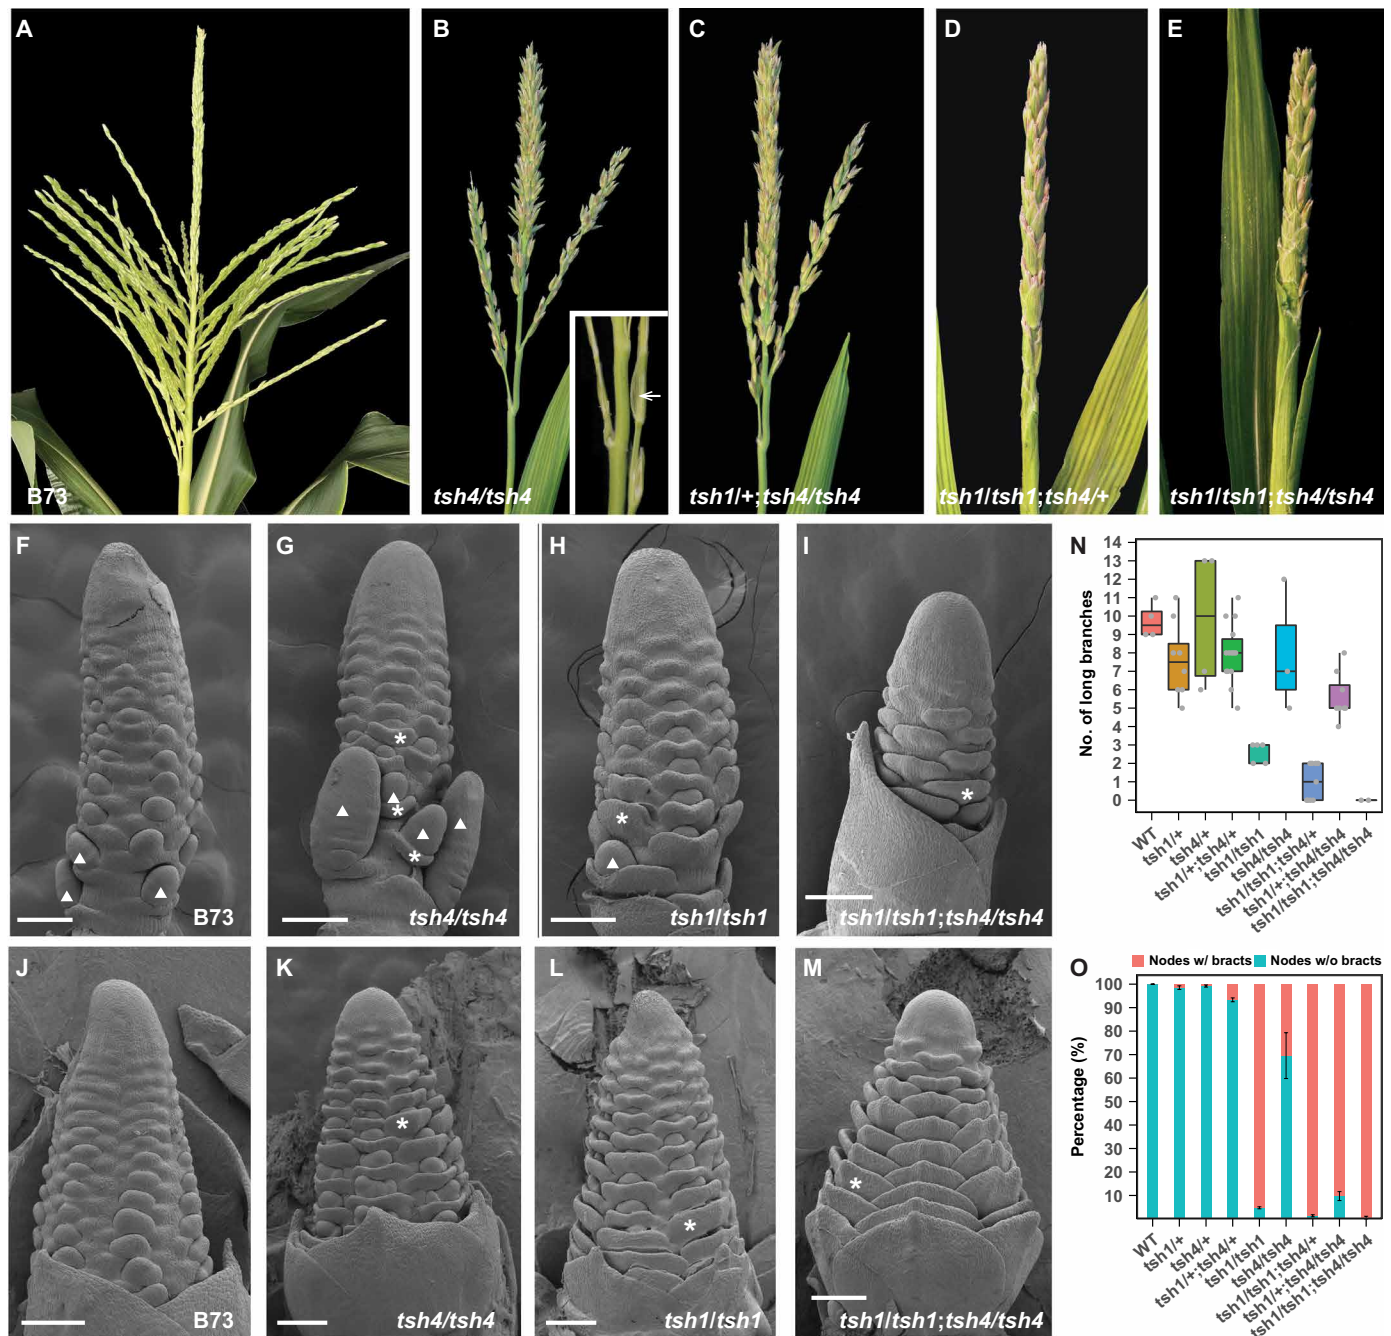 A
B73
B
tsh4/tsh4
C
tsh1/+;tsh4/tsh4
D
tsh1/tsh1;tsh4/+
E
tsh1/tsh1;tsh4/tsh4
F
B73
G
*
*
*
tsh4/tsh4
H
*
tsh1/tsh1
I
*
tsh1/tsh1;tsh4/tsh4
J
B73
K
*
tsh4/tsh4
L
*
tsh1/tsh1
M
*
tsh1/tsh1;tsh4/tsh4
N
No. of long branches
14
13
12
11
10
9
8
7
6
5
4
3
2
1
0
WT
tsh1/+
tsh4/+
tsh1/+;tsh4/+
tsh1/tsh1
tsh4/tsh4
tsh1/tsh1;tsh4/+
tsh1/+;tsh4/tsh4
tsh1/tsh1;tsh4/tsh4
O
Nodes w/ bracts Nodes w/o bracts
Percentage (%)
100
90
80
70
60
50
40
30
20
10
WT
tsh1/+
tsh4/+
tsh1/+;tsh4/+
tsh1/tsh1
tsh4/tsh4
tsh1/tsh1;tsh4/+
tsh1/+;tsh4/tsh4
tsh1/tsh1;tsh4/tsh4